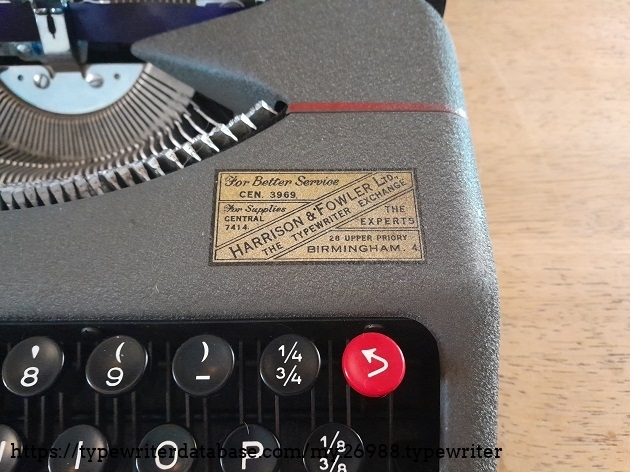 For Better Service
CEN. 3969
For Supplies
CENTRAL
7414.
HARRISON & FOWLER LTD.,
THE TYPEWRITER EXCHANGE
THE
EXPERTS
28 UPPER PRIORY
BIRMINGHAM. 4
' ( ) 1/4
8 9 - 3/4
I O P 1/8
3/8
https://typewriterdatabase.com/my.26988.typewriter